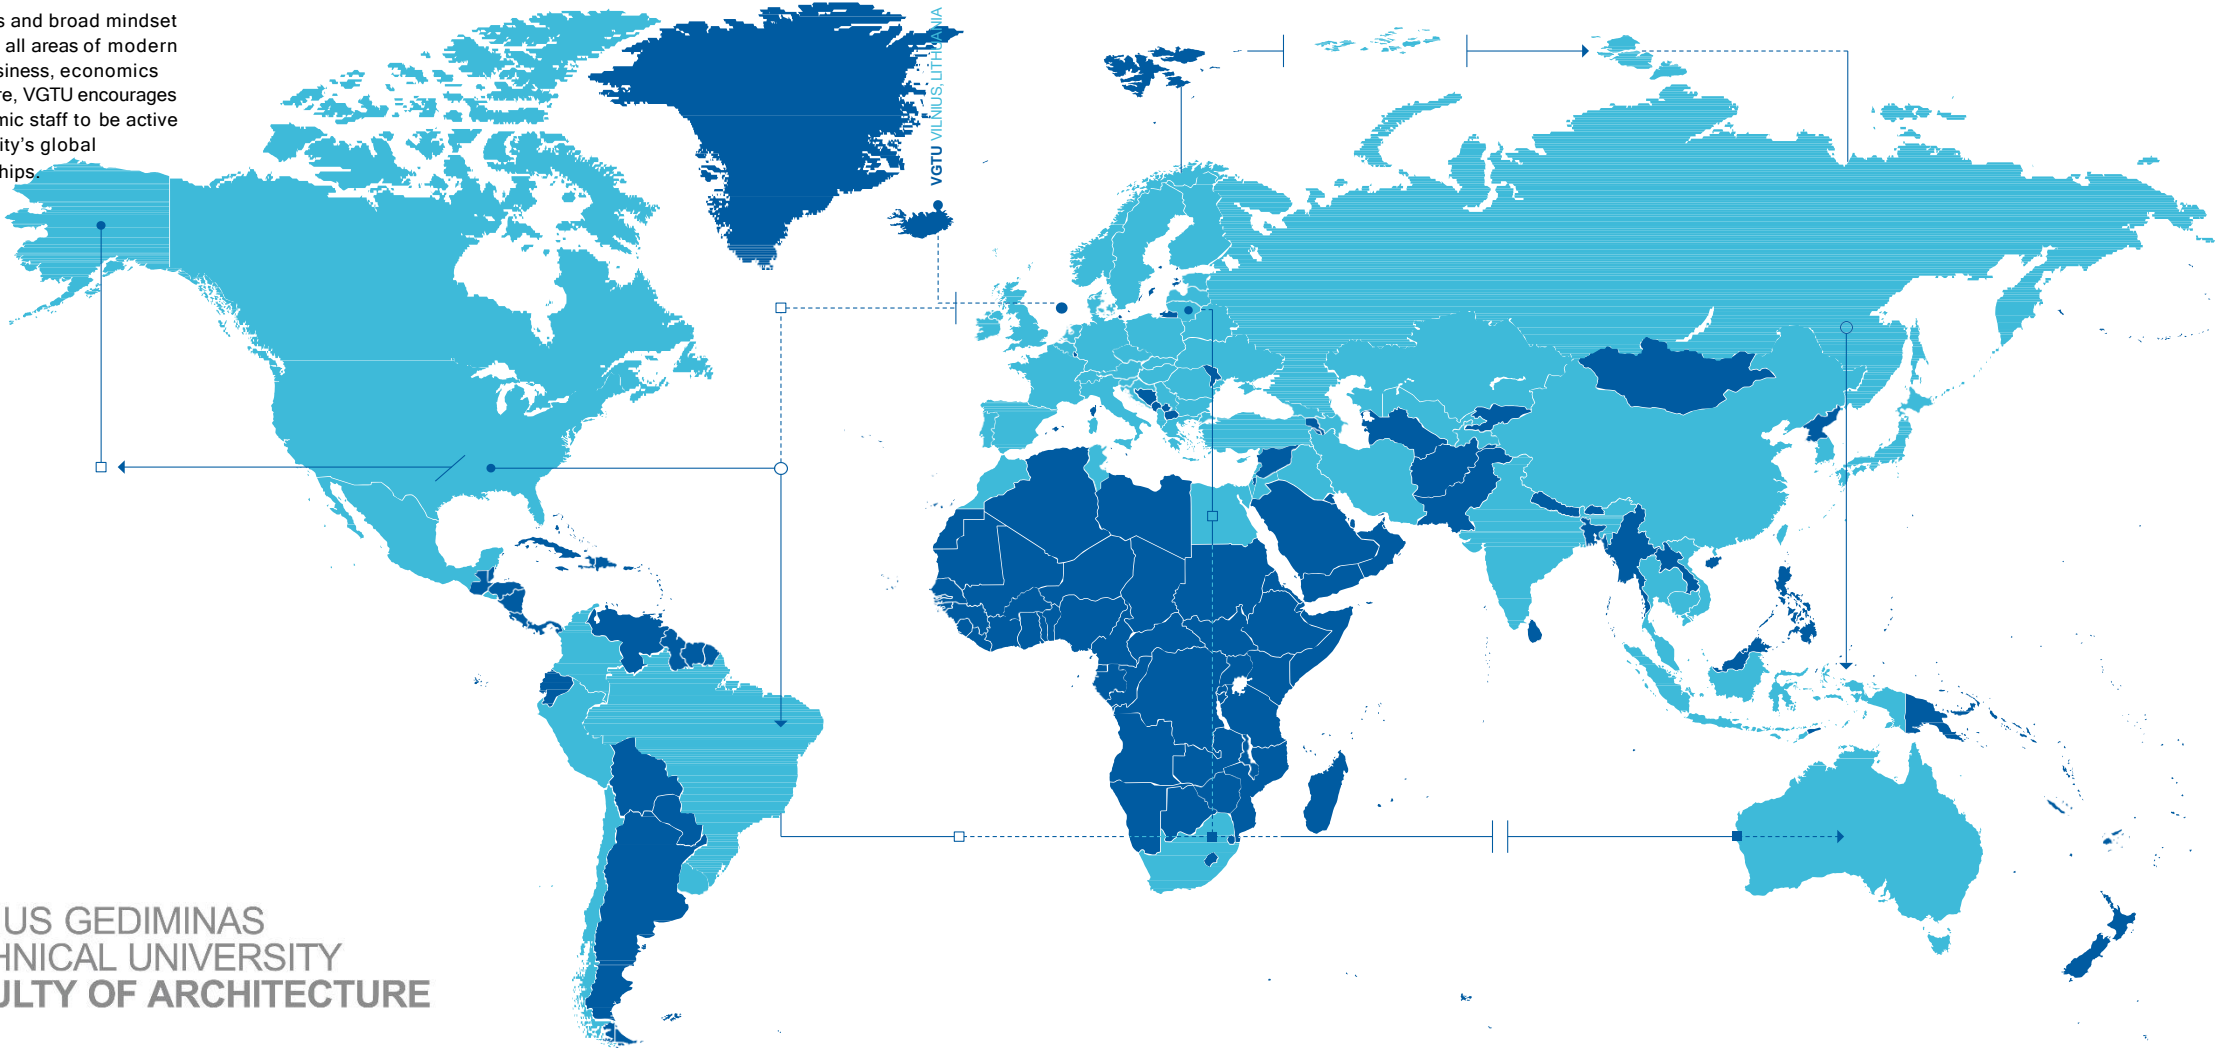 s and broad mindset
all areas of modern
siness, economics
re, VGTU encourages
mic staff to be active
ity's global
hips.
VGTU VILNIUS, LITHUANIA
US GEDIMINAS
HNICAL UNIVERSITY
ULTY OF ARCHITECTURE